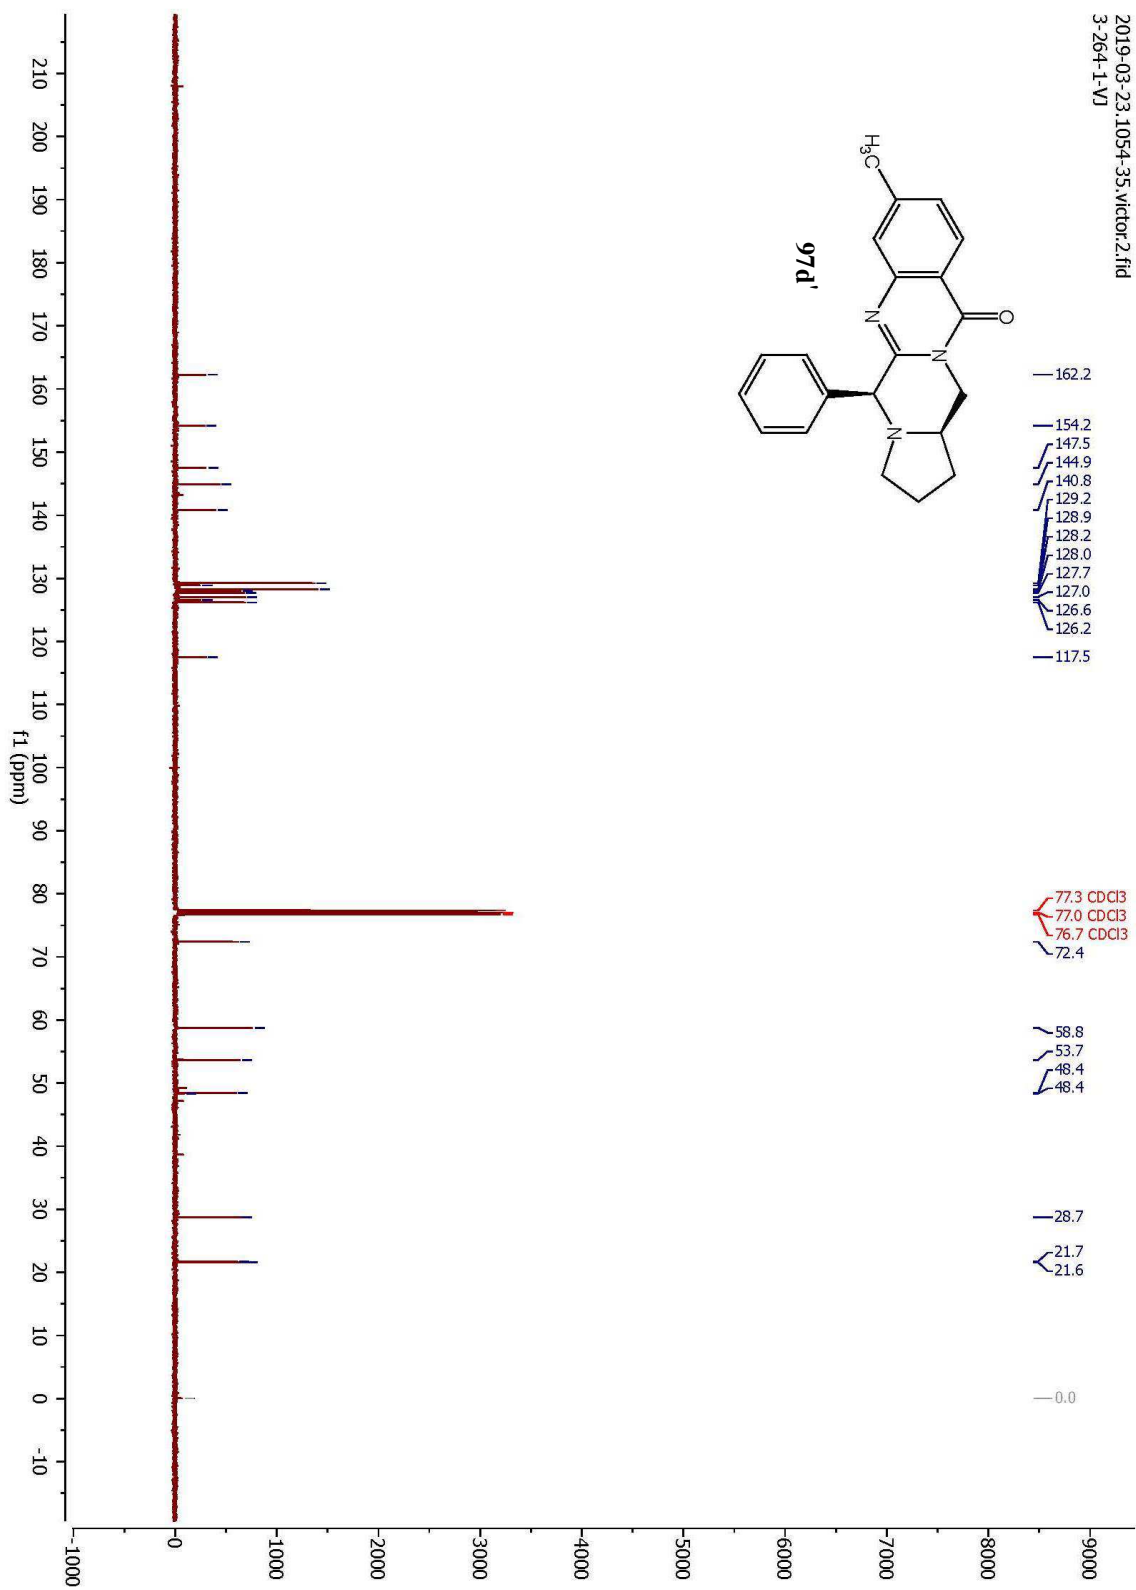 2019-03-23.1054-35.victor.2.fid
3-264-1-VJ
162.2
154.2
147.5
144.9
140.8
129.2
128.9
128.2
128.0
127.7
127.0
126.6
126.2
117.5
77.3 CDCl3
77.0 CDCl3
76.7 CDCl3
72.4
58.8
53.7
48.4
48.4
28.7
21.7
21.6
0.0
O
H₃C
N
N
N
97d'
9000
8000
7000
6000
5000
4000
3000
2000
1000
0
-1000
210 200 190 180 170 160 150 140 130 120 110 100 90 80 70 60 50 40 30 20 10 0 -10
f1 (ppm)